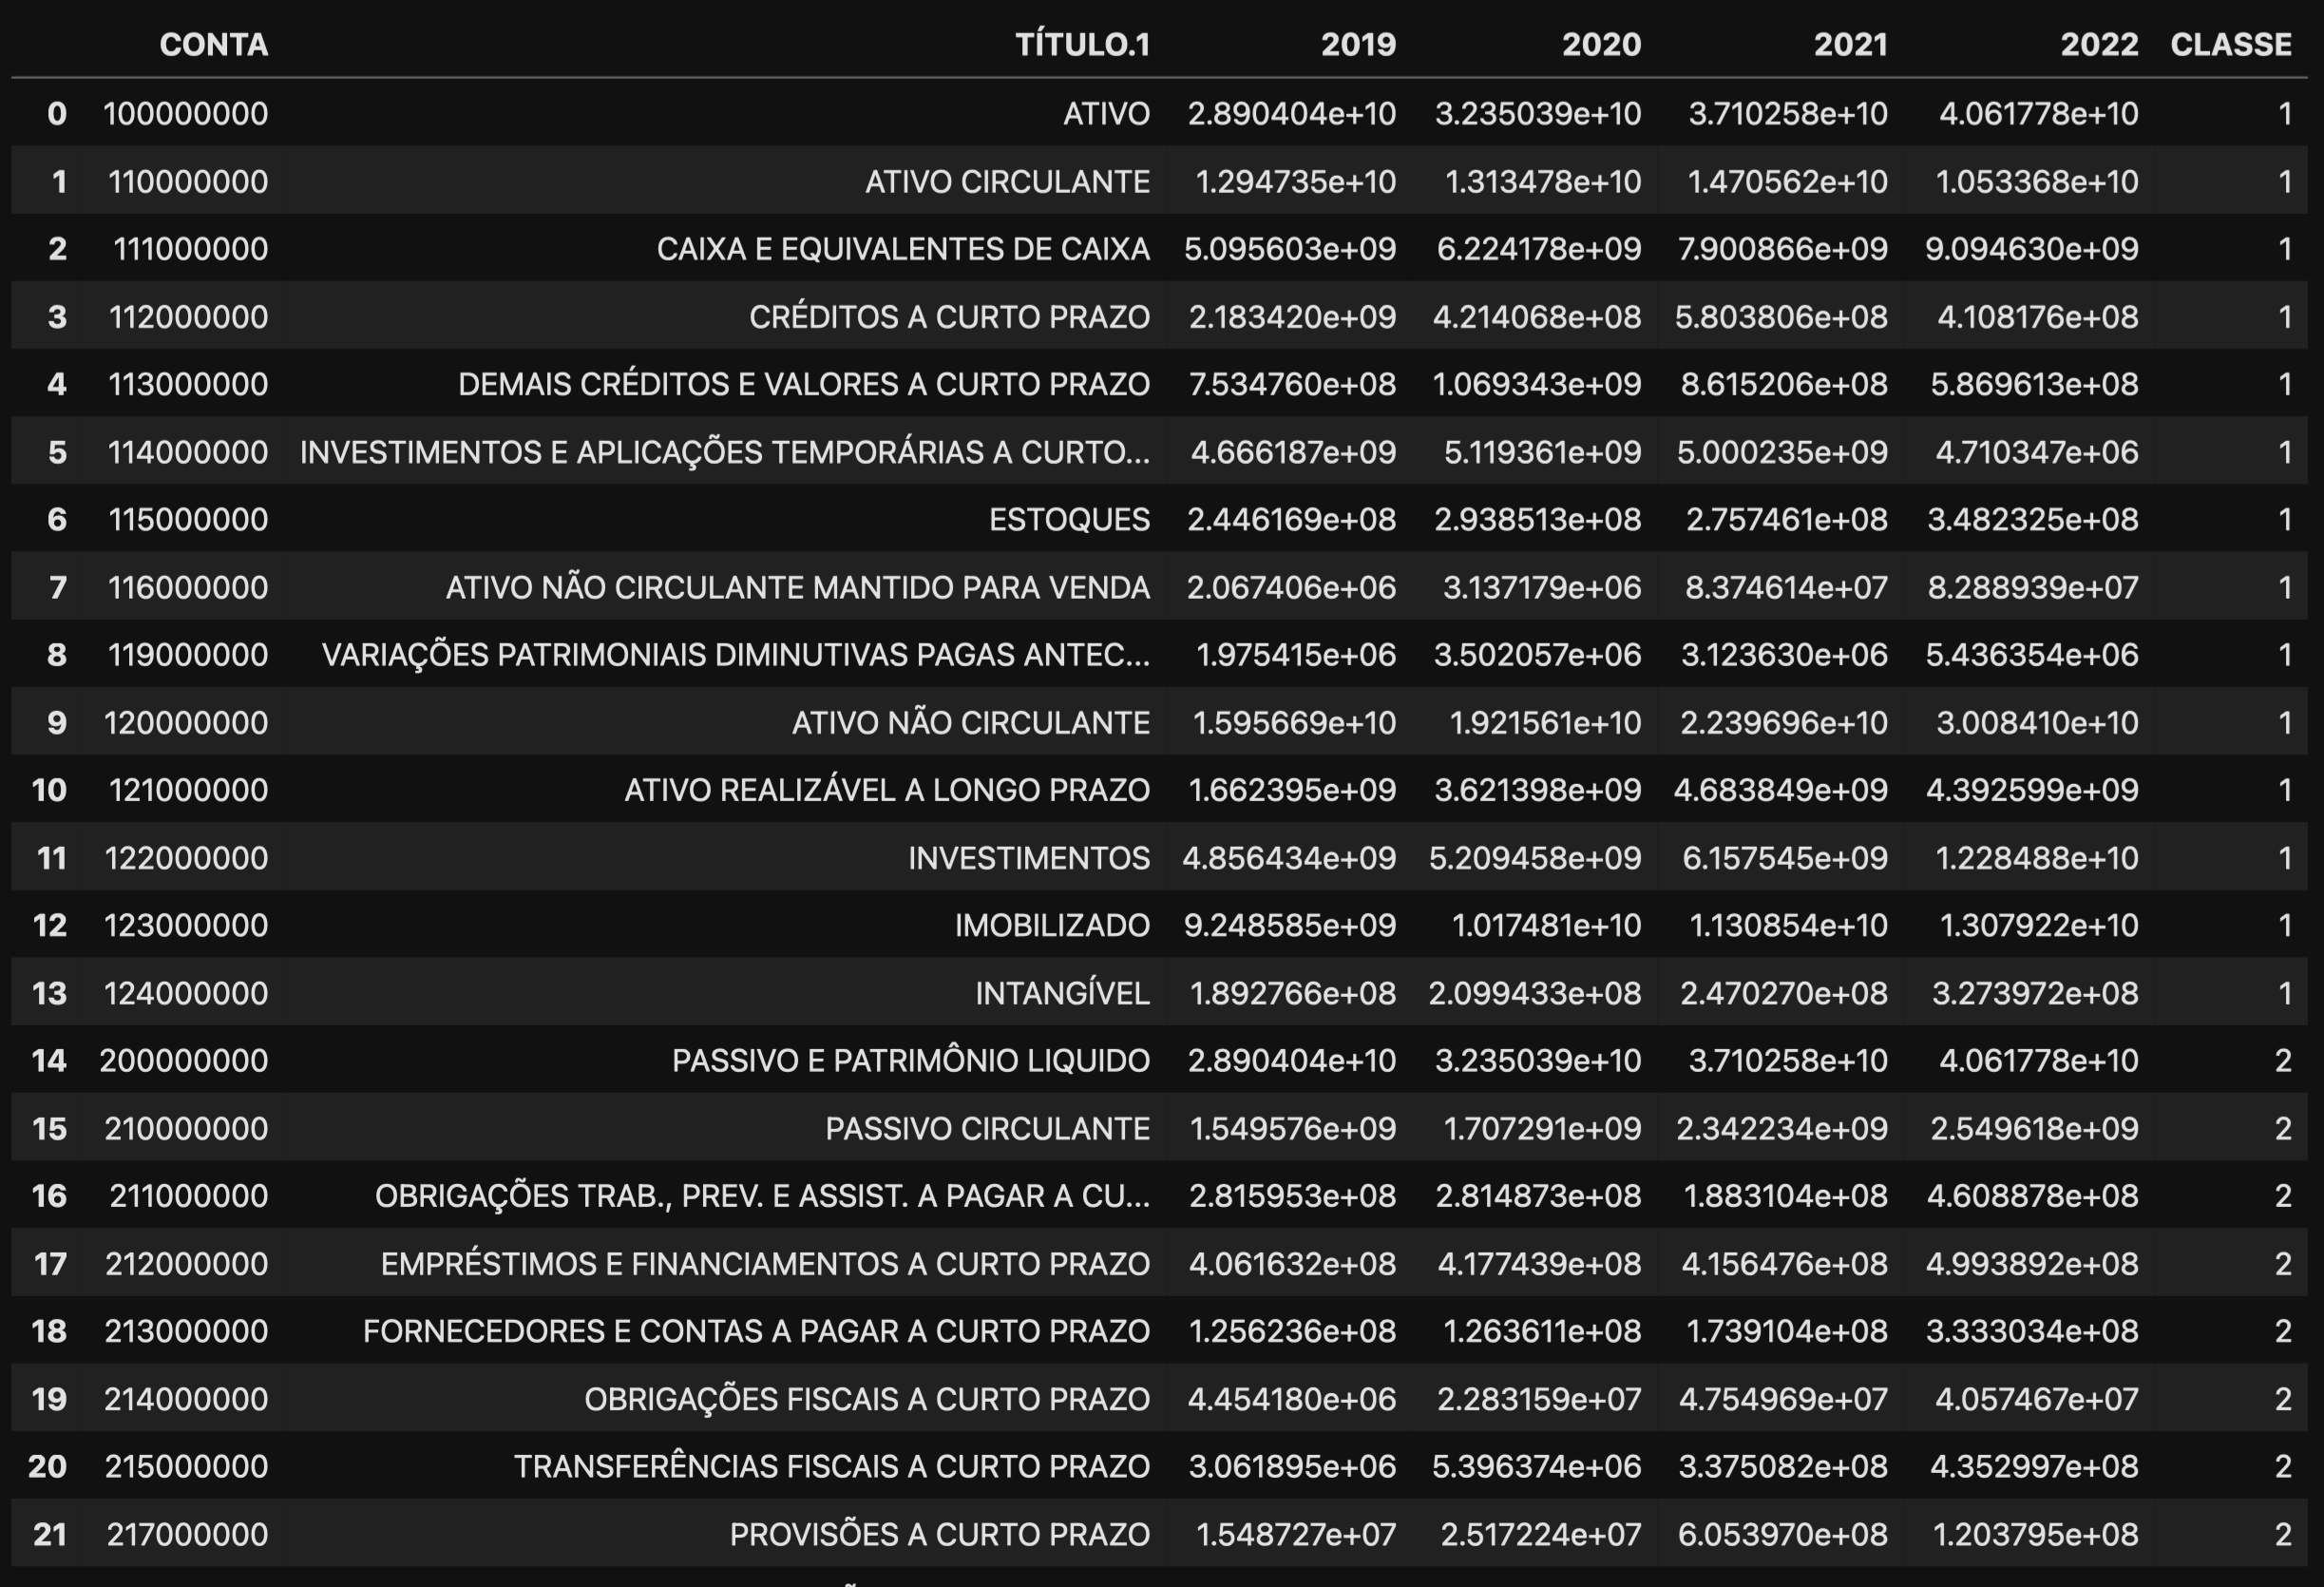 CONTA TÍTULO.1 2019 2020 2021 2022 CLASSE
0 100000000 ATIVO 2.890404e+10 3.235039e+10 3.710258e+10 4.061778e+10 1
1 110000000 ATIVO CIRCULANTE 1.294735e+10 1.313478e+10 1.470562e+10 1.053368e+10 1
2 111000000 CAIXA E EQUIVALENTES DE CAIXA 5.095603e+09 6.224178e+09 7.900866e+09 9.094630e+09 1
3 112000000 CRÉDITOS A CURTO PRAZO 2.183420e+09 4.214068e+08 5.803806e+08 4.108176e+08 1
4 113000000 DEMAIS CRÉDITOS E VALORES A CURTO PRAZO 7.534760e+08 1.069343e+09 8.615206e+08 5.869613e+08 1
5 114000000 INVESTIMENTOS E APLICAÇÕES TEMPORÁRIAS A CURTO... 4.666187e+09 5.119361e+09 5.000235e+09 4.710347e+06 1
6 115000000 ESTOQUES 2.446169e+08 2.938513e+08 2.757461e+08 3.482325e+08 1
7 116000000 ATIVO NÃO CIRCULANTE MANTIDO PARA VENDA 2.067406e+06 3.137179e+06 8.374614e+07 8.288939e+07 1
8 119000000 VARIAÇÕES PATRIMONIAIS DIMINUTIVAS PAGAS ANTEC... 1.975415e+06 3.502057e+06 3.123630e+06 5.436354e+06 1
9 120000000 ATIVO NÃO CIRCULANTE 1.595669e+10 1.921561e+10 2.239696e+10 3.008410e+10 1
10 121000000 ATIVO REALIZÁVEL A LONGO PRAZO 1.662395e+09 3.621398e+09 4.683849e+09 4.392599e+09 1
11 122000000 INVESTIMENTOS 4.856434e+09 5.209458e+09 6.157545e+09 1.228488e+10 1
12 123000000 IMOBILIZADO 9.248585e+09 1.017481e+10 1.130854e+10 1.307922e+10 1
13 124000000 INTANGÍVEL 1.892766e+08 2.099433e+08 2.470270e+08 3.273972e+08 1
14 200000000 PASSIVO E PATRIMÔNIO LIQUIDO 2.890404e+10 3.235039e+10 3.710258e+10 4.061778e+10 2
15 210000000 PASSIVO CIRCULANTE 1.549576e+09 1.707291e+09 2.342234e+09 2.549618e+09 2
16 211000000 OBRIGAÇÕES TRAB., PREV. E ASSIST. A PAGAR A CU... 2.815953e+08 2.814873e+08 1.883104e+08 4.608878e+08 2
17 212000000 EMPRÉSTIMOS E FINANCIAMENTOS A CURTO PRAZO 4.061632e+08 4.177439e+08 4.156476e+08 4.993892e+08 2
18 213000000 FORNECEDORES E CONTAS A PAGAR A CURTO PRAZO 1.256236e+08 1.263611e+08 1.739104e+08 3.333034e+08 2
19 214000000 OBRIGAÇÕES FISCAIS A CURTO PRAZO 4.454180e+06 2.283159e+07 4.754969e+07 4.057467e+07 2
20 215000000 TRANSFERÊNCIAS FISCAIS A CURTO PRAZO 3.061895e+06 5.396374e+06 3.375082e+08 4.352997e+08 2
21 217000000 PROVISÕES A CURTO PRAZO 1.548727e+07 2.517224e+07 6.053970e+08 1.203795e+08 2